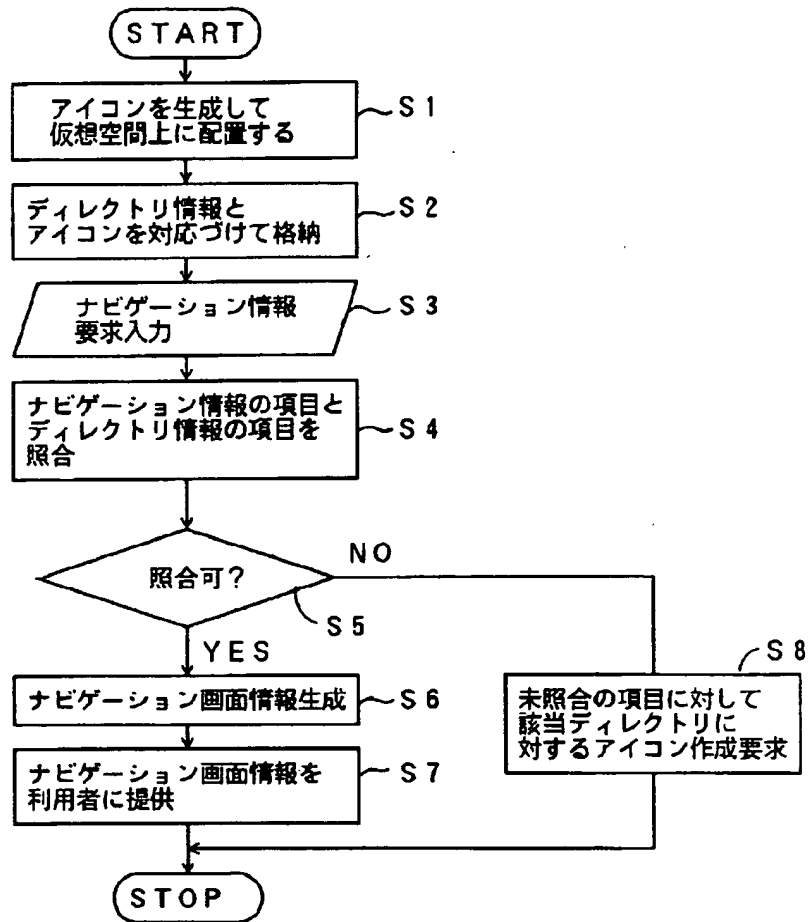 START
アイコンを生成して
仮想空間上に配置する
S1
ディレクトリ情報と
アイコンを対応づけて格納
S2
ナビゲーション情報
要求入力
S3
ナビゲーション情報の項目と
ディレクトリ情報の項目を
照合
S4
照合可?
NO
S5
YES
ナビゲーション画面情報生成
S6
ナビゲーション画面情報を
利用者に提供
S7
S8
未照合の項目に対して
該当ディレクトリに
対するアイコン作成要求
STOP